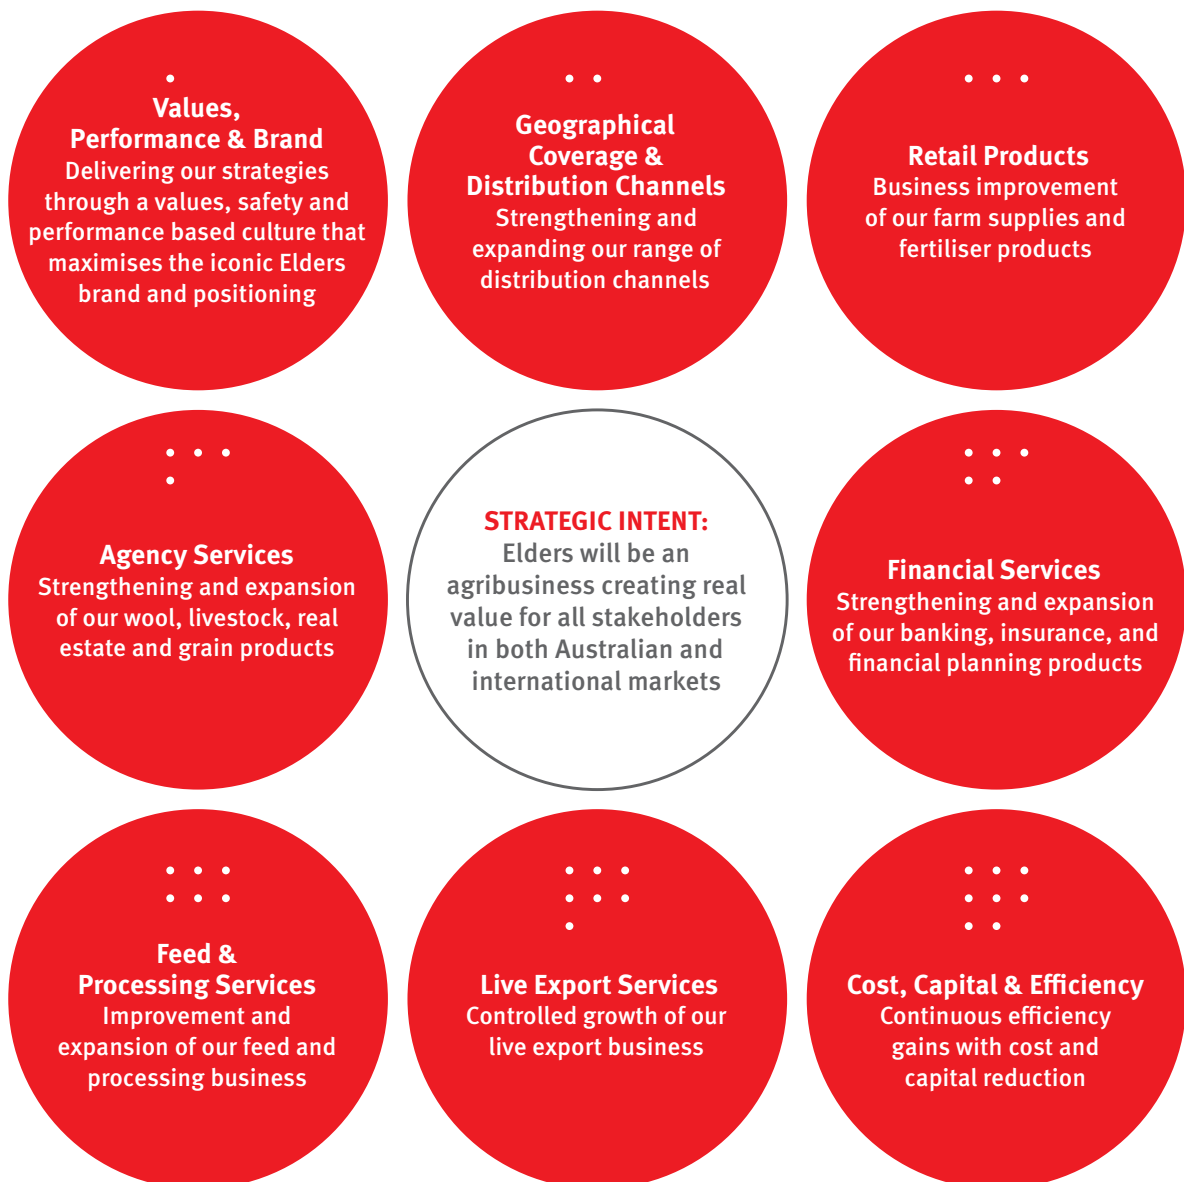 Values,
Performance & Brand
Delivering our strategies
through a values, safety and
performance based culture that
maximises the iconic Elders
brand and positioning
Geographical
Coverage &
Distribution Channels
Strengthening and
expanding our range of
distribution channels
Retail Products
Business improvement
of our farm supplies and
fertiliser products
Agency Services
Strengthening and expansion
of our wool, livestock, real
estate and grain products
STRATEGIC INTENT:
Elders will be an
agribusiness creating real
value for all stakeholders
in both Australian and
international markets
Financial Services
Strengthening and expansion
of our banking, insurance, and
financial planning products
Feed &
Processing Services
Improvement and
expansion of our feed and
processing business
Live Export Services
Controlled growth of our
live export business
Cost, Capital & Efficiency
Continuous efficiency
gains with cost and
capital reduction